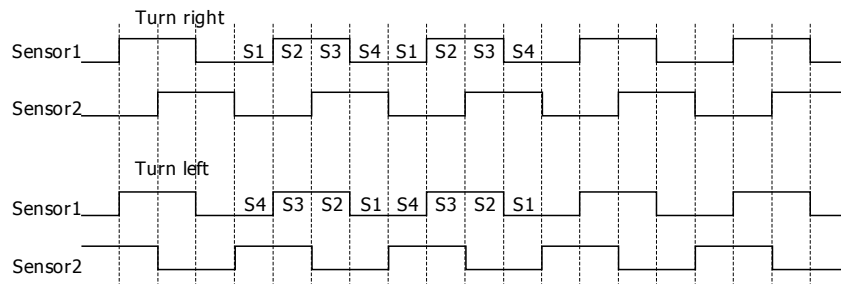 Turn right
Sensor1 S1 S2 S3 S4 S1 S2 S3 S4
Sensor2
Turn left
Sensor1 S4 S3 S2 S1 S4 S3 S2 S1
Sensor2